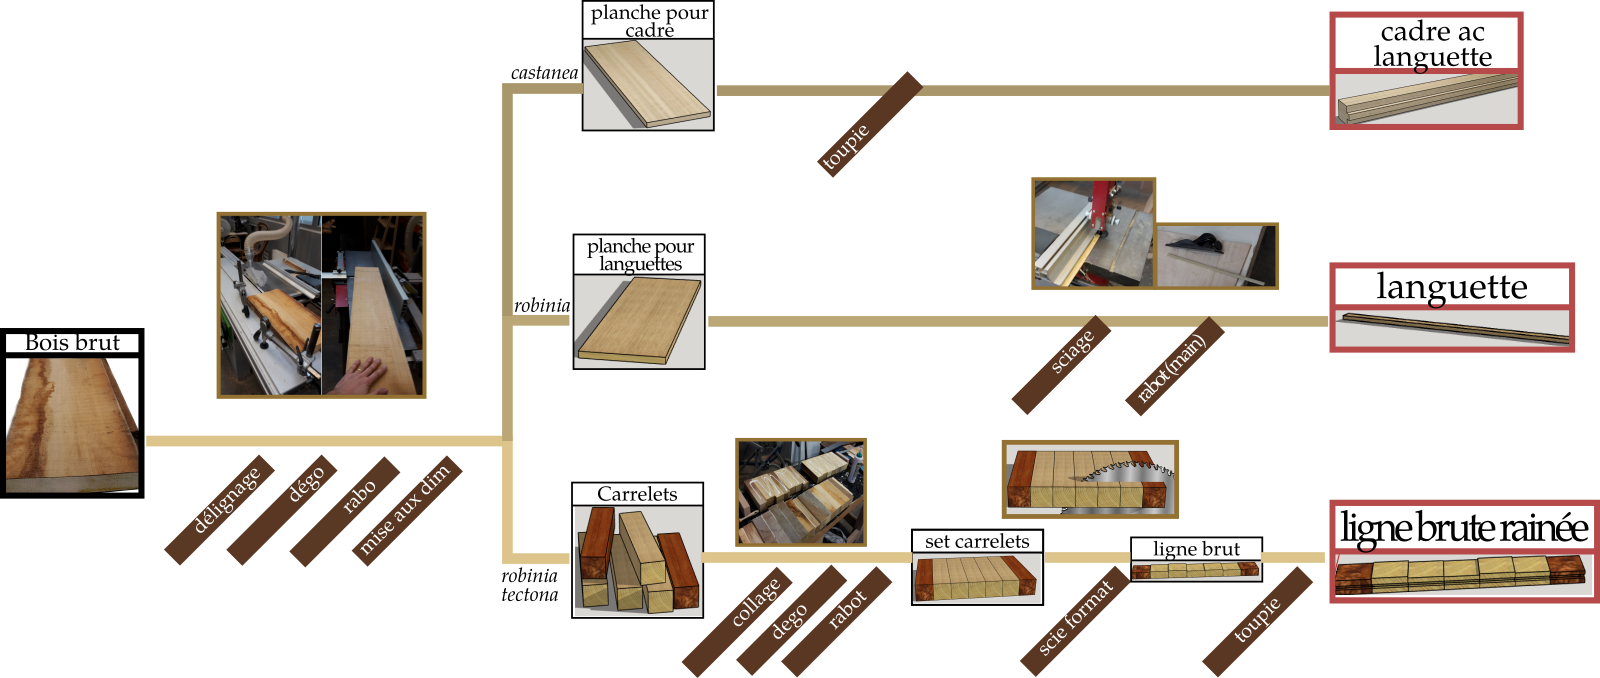 planche pour
cadre
castanea
toupie
cadre ac
languette
planche pour
languettes
robinia
sciage
rabot(main)
languette
Bois brut
délignage
dégo
rabo
mise aux dim
Carrelets
robinia
tectona
collage
dego
rabot
set carrelets
scie format
ligne brut
toupie
ligne brute rainée